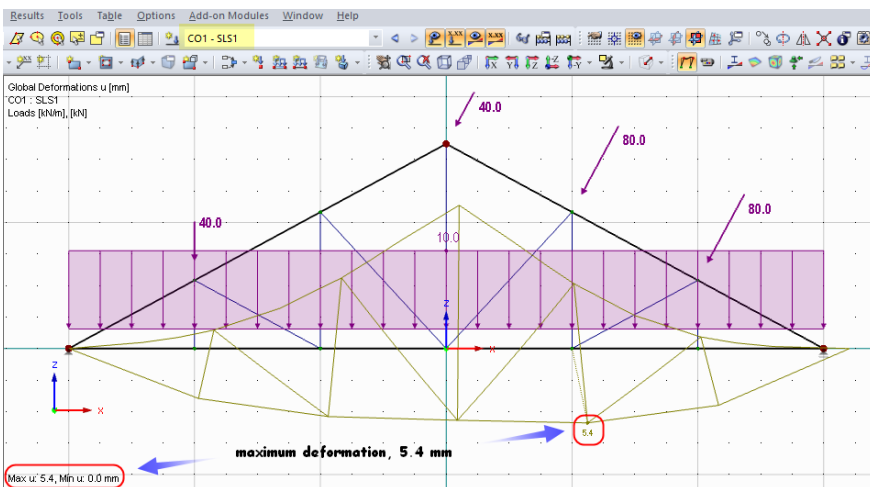 Results Tools Table Options Add-on Modules Window Help
CO1 - SLS1
x.xx x.xx
Global Deformations u [mm]
CO1 : SLS1
Loads [kN/m], [kN]
40.0
80.0
80.0
40.0
10.0
z
x
z
x
5.4
maximum deformation, 5.4 mm
Max u: 5.4, Min u: 0.0 mm